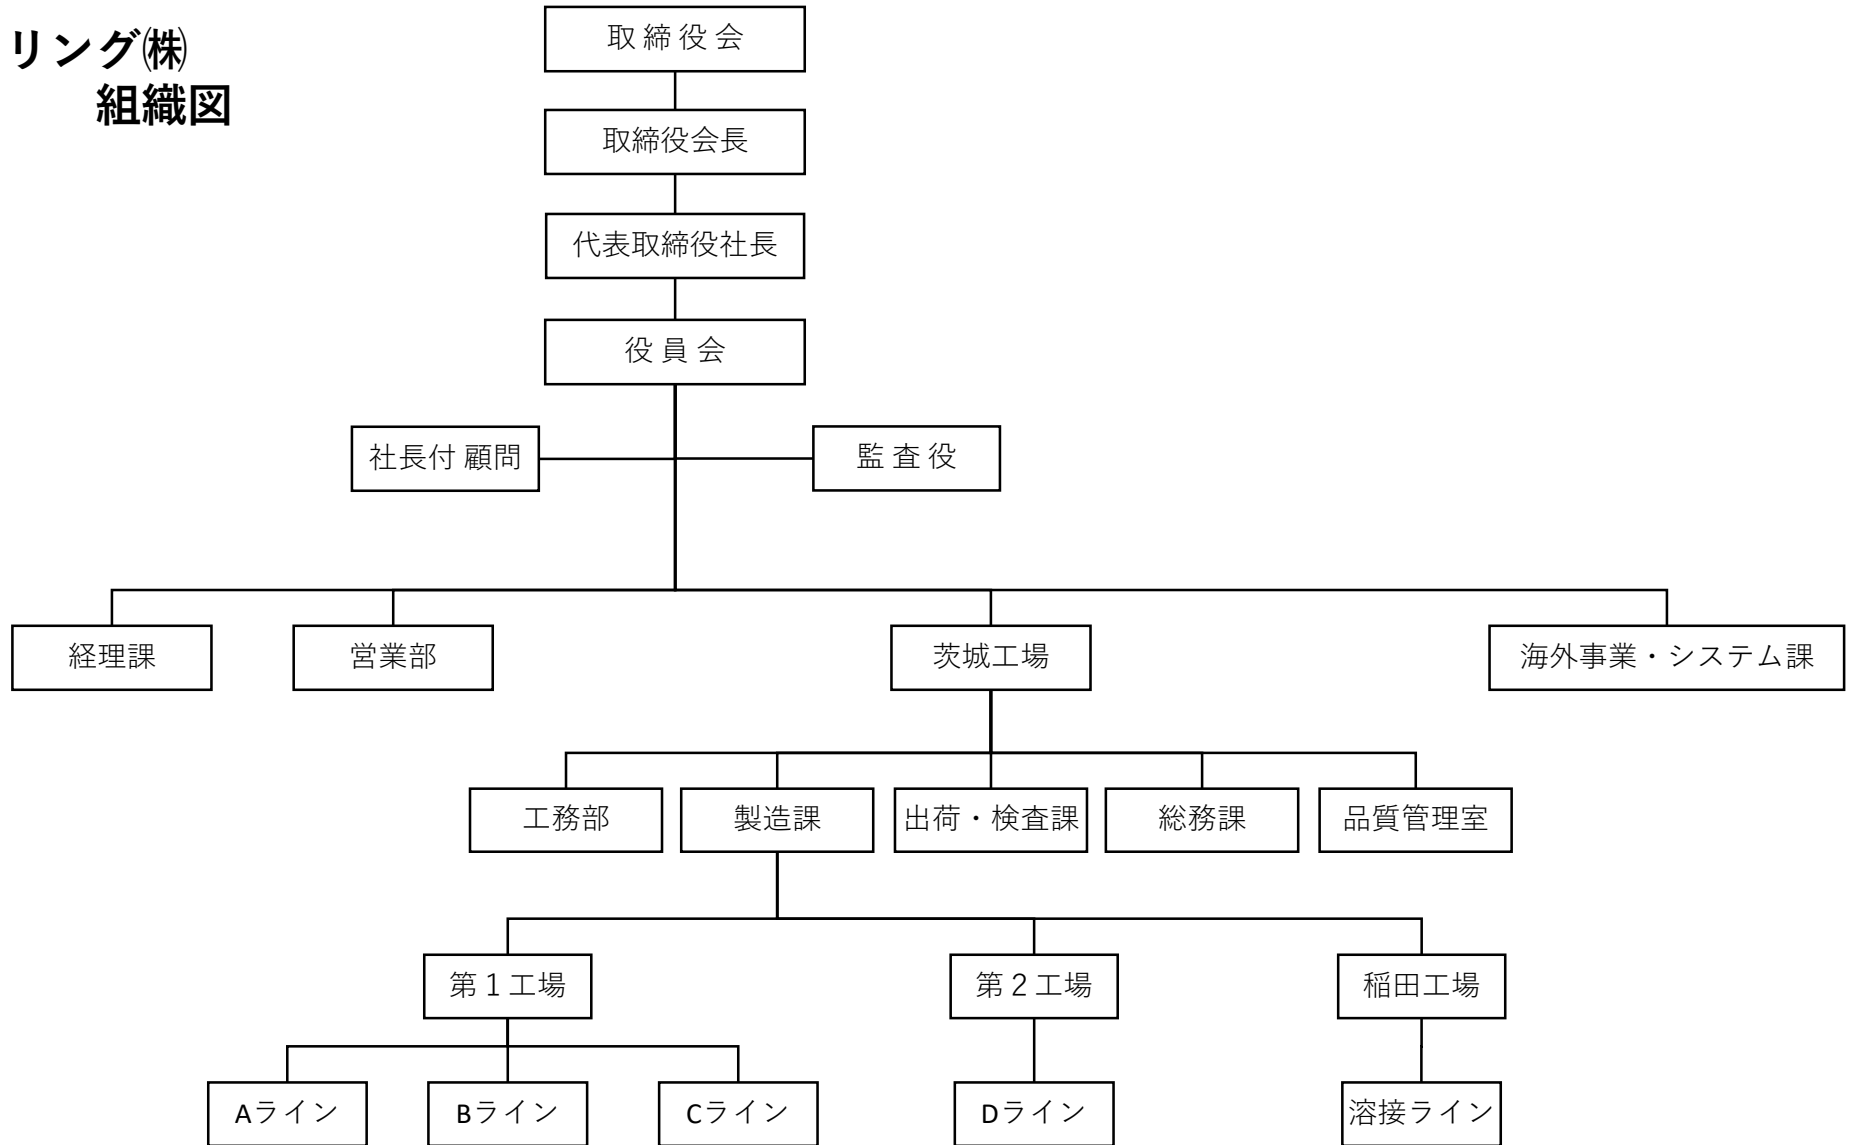 リング㈱
組織図
取 締 役 会
取締役会長
代表取締役社長
役 員 会
社長付 顧問
監 査 役
経理課
営業部
茨城工場
海外事業・システム課
工務部
製造課
出荷・検査課
総務課
品質管理室
第１工場
第２工場
稲田工場
Aライン
Bライン
Cライン
Dライン
溶接ライン